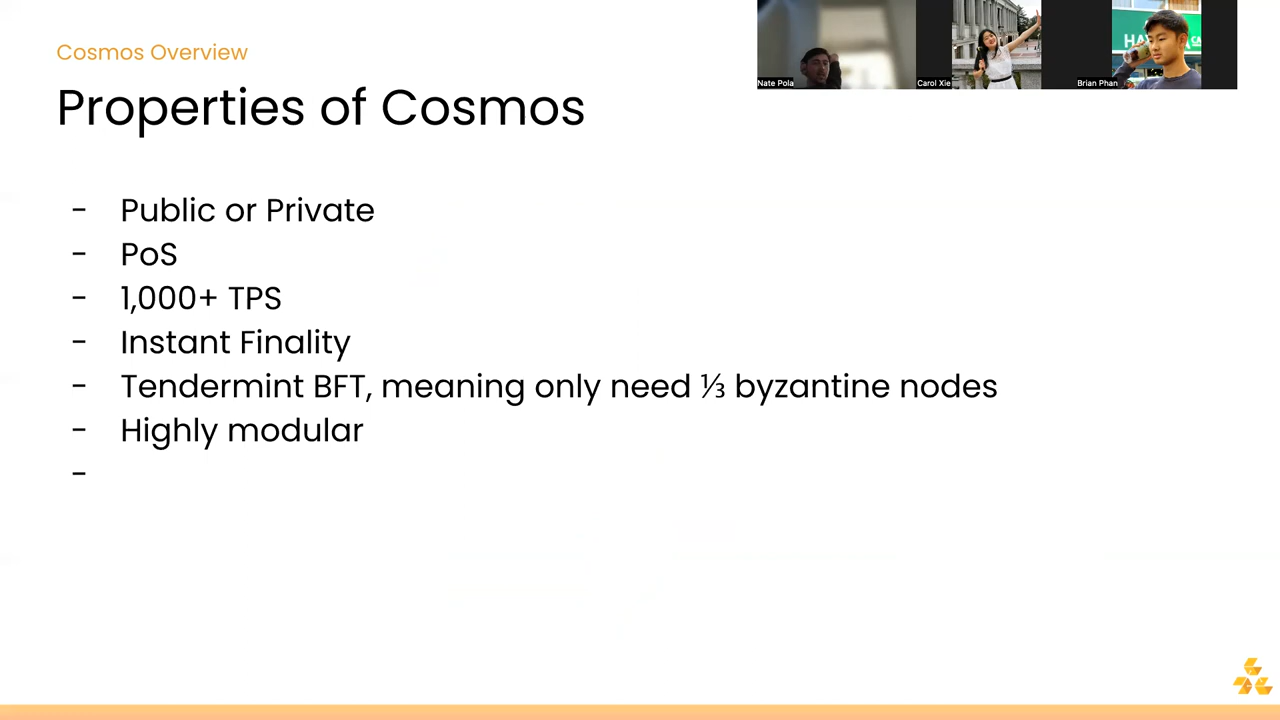 Cosmos Overview
Properties of Cosmos
- Public or Private
- PoS
- 1,000+ TPS
- Instant Finality
- Tendermint BFT, meaning only need ⅓ byzantine nodes
- Highly modular
-
Nate Pola
Carol Xie
Brian Phan